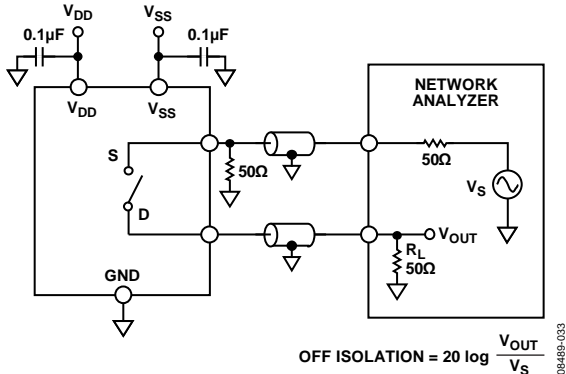 VDD
VSS
0.1µF
0.1µF
VDD
VSS
NETWORK
ANALYZER
S
50Ω
50Ω
VS
D
VOUT
RL
50Ω
GND
OFF ISOLATION = 20 log VOUT
VS
08489-033